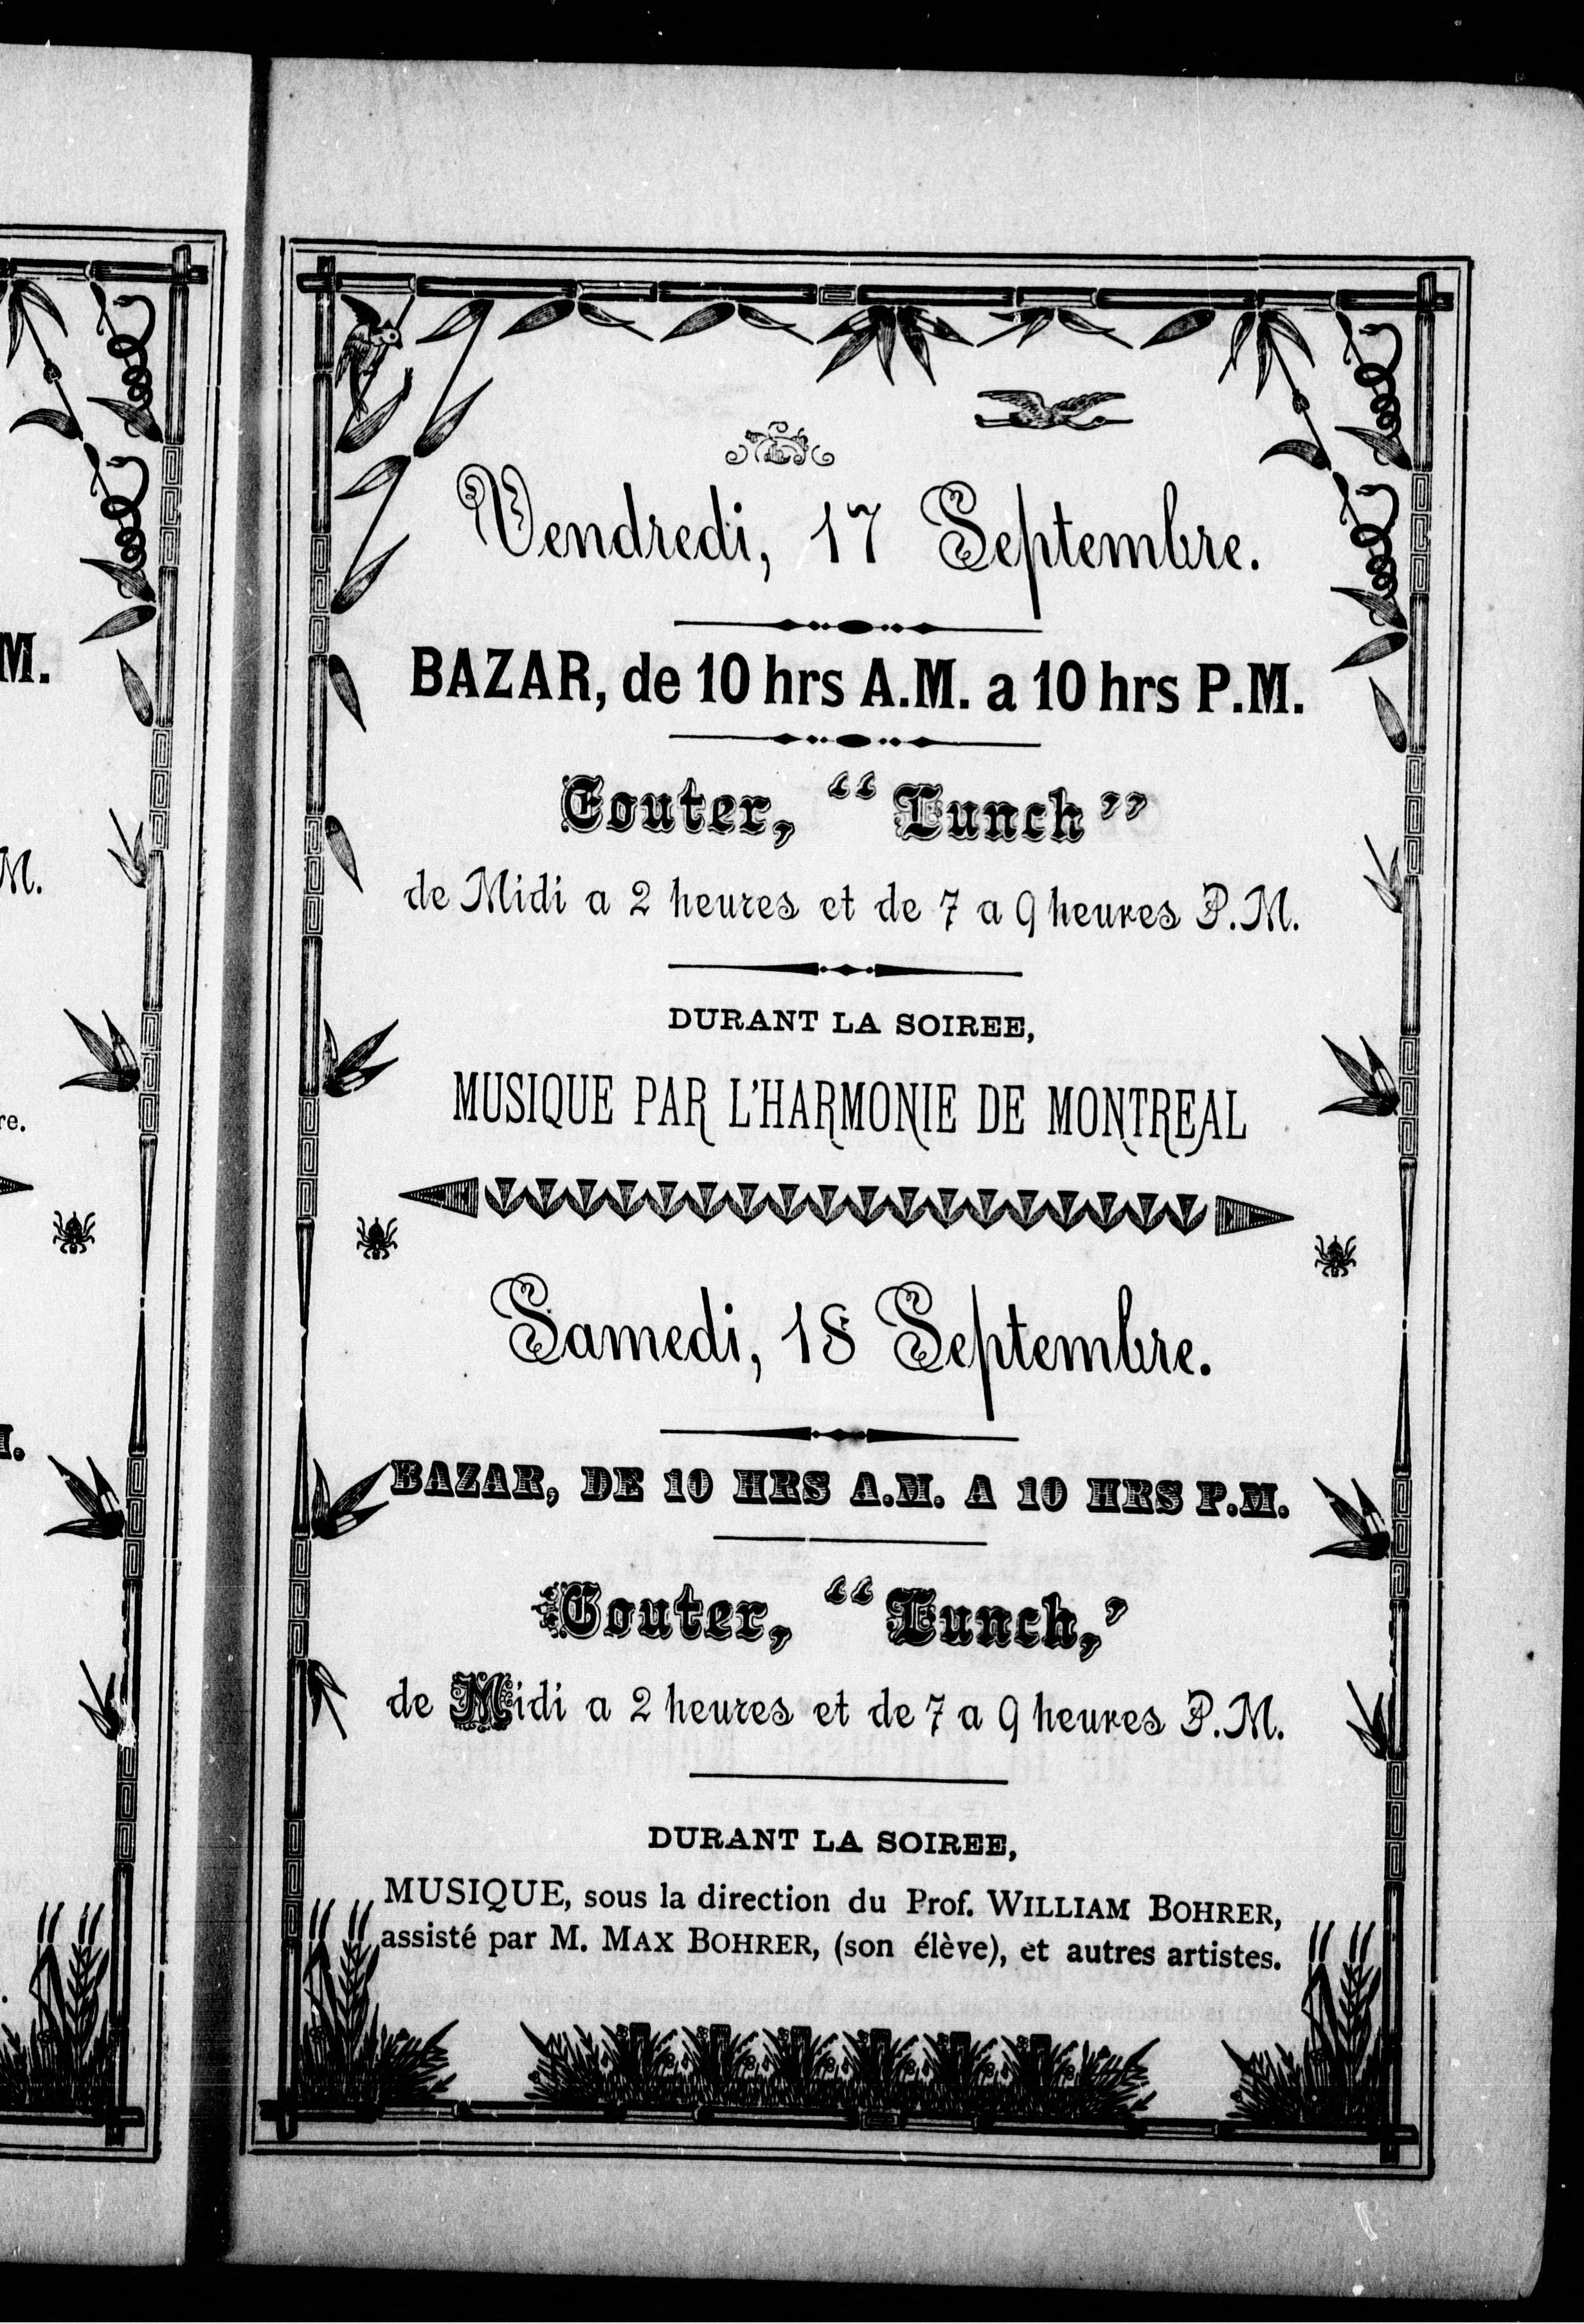 M.
M.
re.
Vendredi, 17 Septembre.
BAZAR, de 10 hrs A.M. a 10 hrs P.M.
Gouter, “ Lunch ”
de Midi a 2 heures et de 7 a 9 heures P.M.
DURANT LA SOIREE,
MUSIQUE PAR L'HARMONIE DE MONTREAL
Samedi, 18 Septembre.
BAZAR, DE 10 HRS A.M. A 10 HRS P.M.
Gouter, “ Lunch,’
de Midi a 2 heures et de 7 a 9 heures P.M.
DURANT LA SOIREE,
MUSIQUE, sous la direction du Prof. WILLIAM BOHRER,
assisté par M. MAX BOHRER, (son élève), et autres artistes.